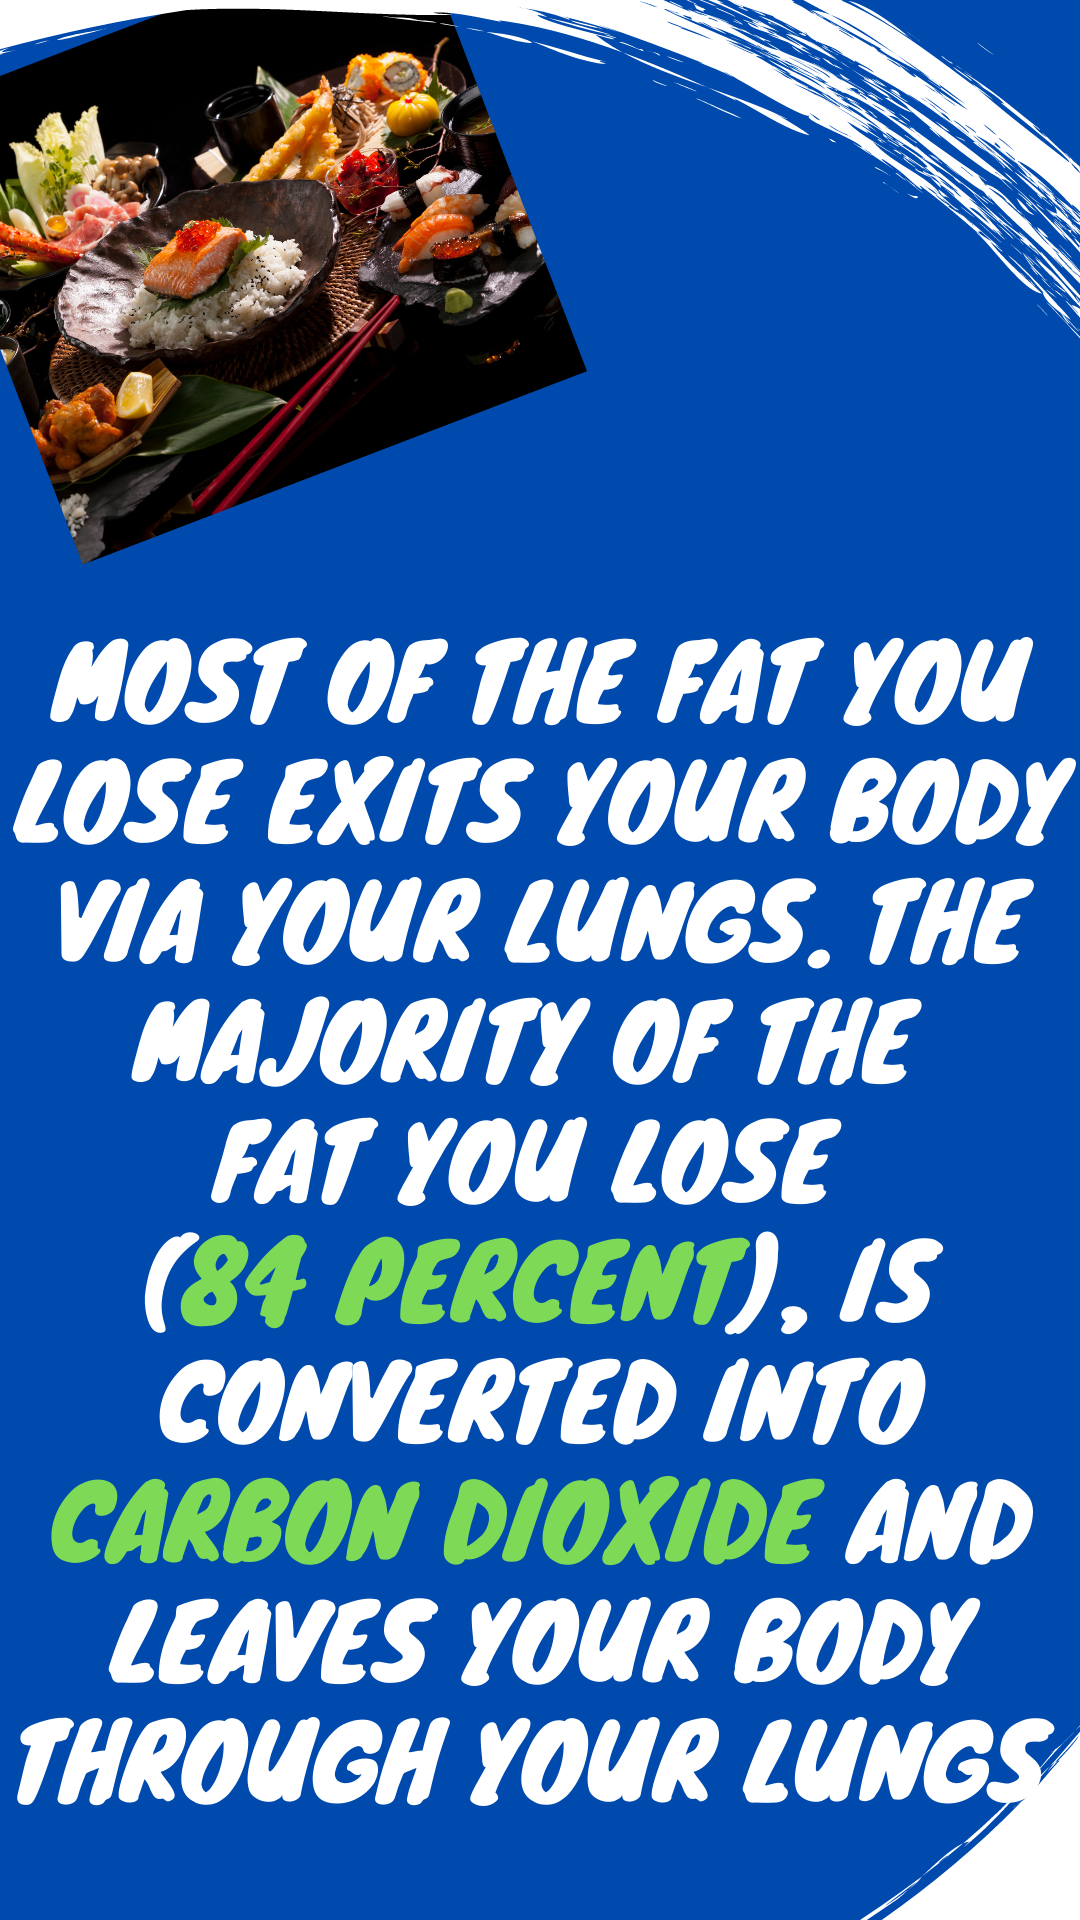 MOST OF THE FAT YOU
LOSE EXITS YOUR BODY
VIA YOUR LUNGS. THE
MAJORITY OF THE
FAT YOU LOSE
(84 PERCENT), IS
CONVERTED INTO
CARBON DIOXIDE AND
LEAVES YOUR BODY
THROUGH YOUR LUNGS